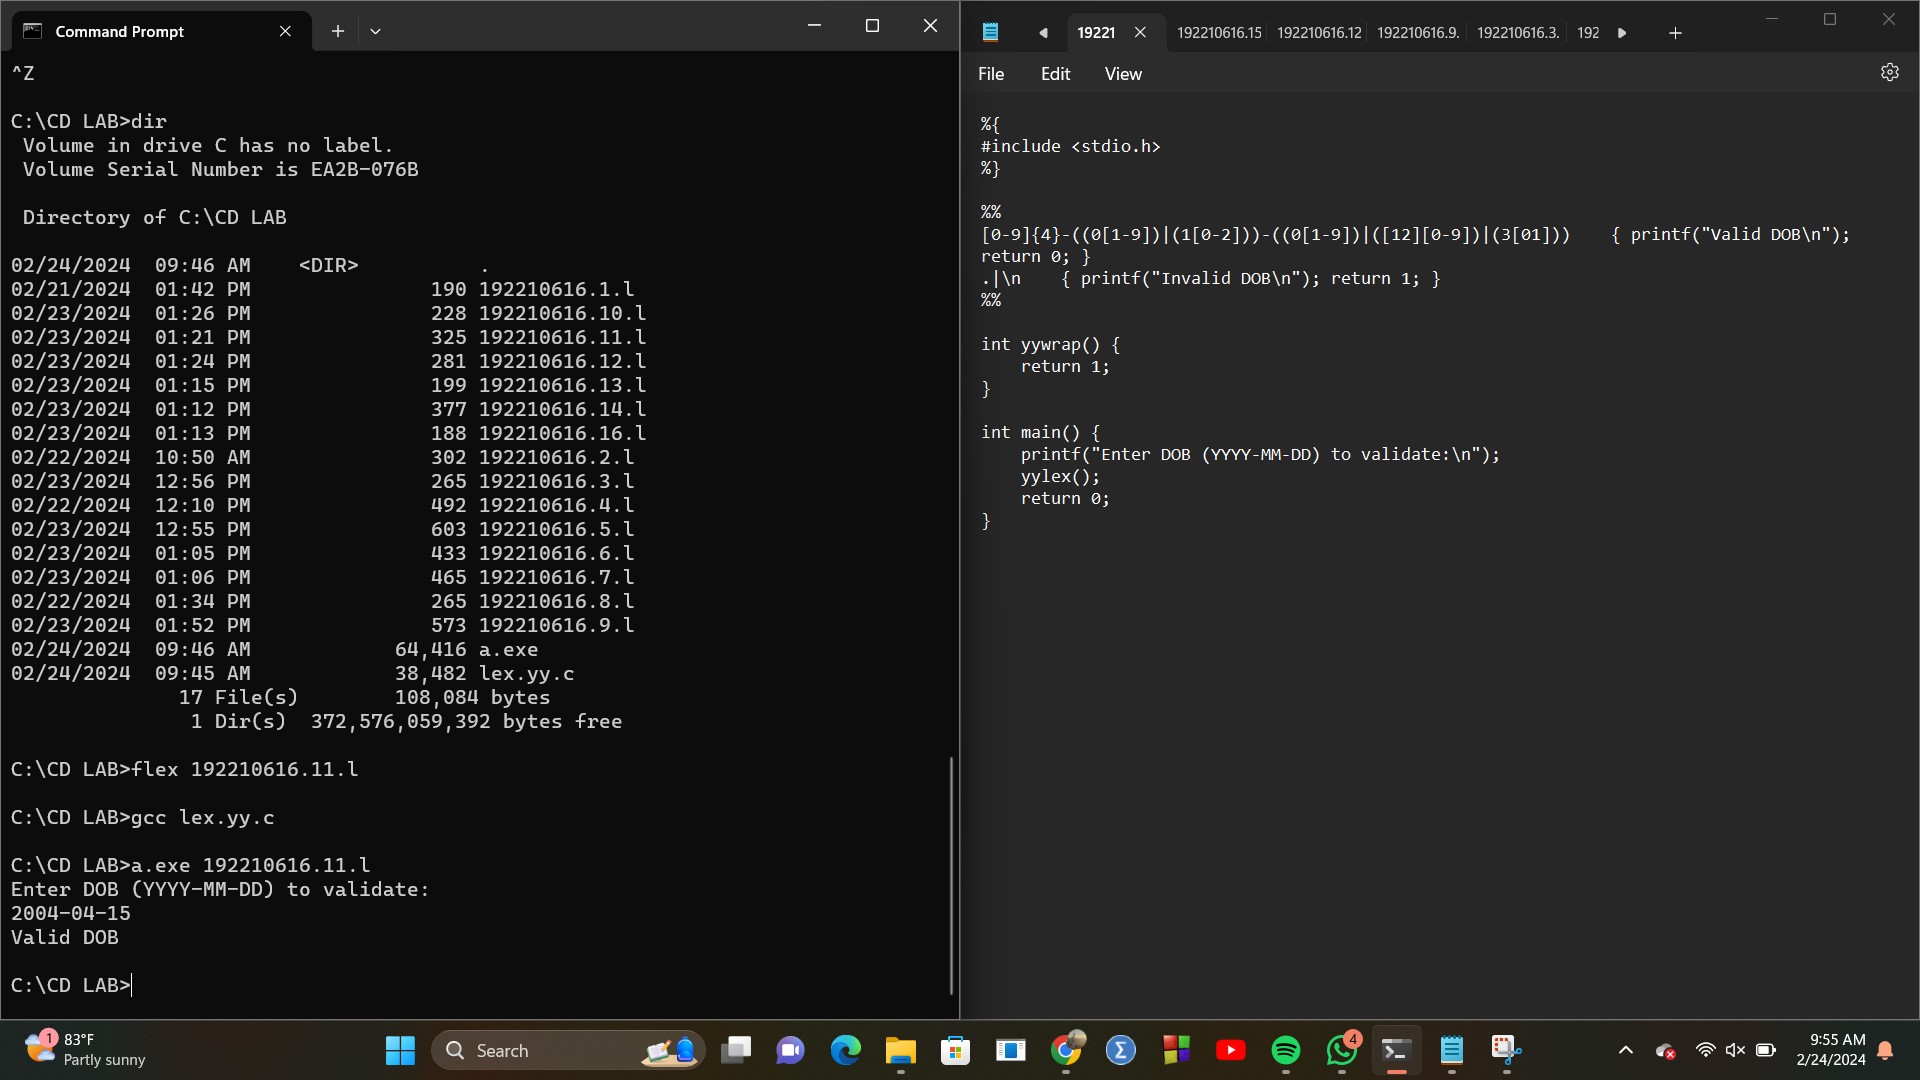 Command Prompt
^Z
C:\CD LAB>dir
Volume in drive C has no label.
Volume Serial Number is EA2B-076B
Directory of C:\CD LAB
02/24/2024  09:46 AM    <DIR>          .
02/21/2024  01:42 PM               190 192210616.1.l
02/23/2024  01:26 PM               228 192210616.10.l
02/23/2024  01:21 PM               325 192210616.11.l
02/23/2024  01:24 PM               281 192210616.12.l
02/23/2024  01:15 PM               199 192210616.13.l
02/23/2024  01:12 PM               377 192210616.14.l
02/23/2024  01:13 PM               188 192210616.16.l
02/22/2024  10:50 AM               302 192210616.2.l
02/23/2024  12:56 PM               265 192210616.3.l
02/22/2024  12:10 PM               492 192210616.4.l
02/23/2024  12:55 PM               603 192210616.5.l
02/23/2024  01:05 PM               433 192210616.6.l
02/23/2024  01:06 PM               465 192210616.7.l
02/22/2024  01:34 PM               265 192210616.8.l
02/23/2024  01:52 PM               573 192210616.9.l
02/24/2024  09:46 AM            64,416 a.exe
02/24/2024  09:45 AM            38,482 lex.yy.c
17 File(s)        108,084 bytes
1 Dir(s)  372,576,059,392 bytes free
C:\CD LAB>flex 192210616.11.l
C:\CD LAB>gcc lex.yy.c
C:\CD LAB>a.exe 192210616.11.l
Enter DOB (YYYY-MM-DD) to validate:
2004-04-15
Valid DOB
C:\CD LAB>
19221 192210616.15 192210616.12 192210616.9. 192210616.3. 192
File Edit View
%{
#include <stdio.h>
%}
%%
[0-9]{4}-((0[1-9])|(1[0-2]))-((0[1-9])|([12][0-9])|(3[01]))    { printf("Valid DOB\n");
return 0; }
.|\n    { printf("Invalid DOB\n"); return 1; }
%%
int yywrap() {
    return 1;
}
int main() {
    printf("Enter DOB (YYYY-MM-DD) to validate:\n");
    yylex();
    return 0;
}
1
83°F
Partly sunny
Search
4
9:55 AM
2/24/2024